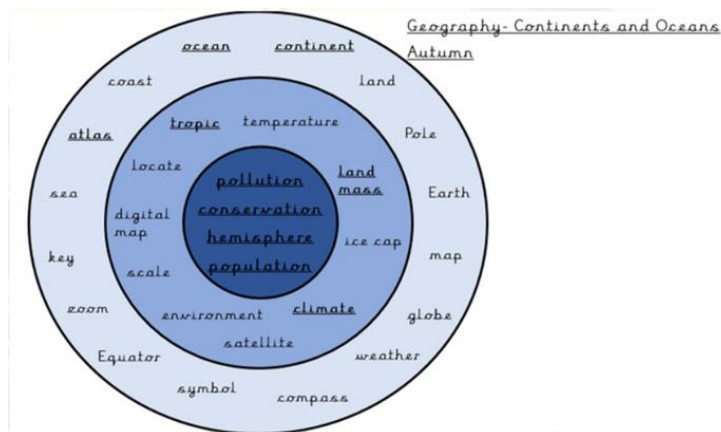 Geography- Continents and Oceans
Autumn
ocean
continent
coast
land
atlas
Pole
sea
Earth
key
map
zoom
globe
Equator
weather
symbol
compass
tropic
temperature
locate
land
mass
digital
map
ice cap
scale
environment
climate
satellite
pollution
conservation
hemisphere
population